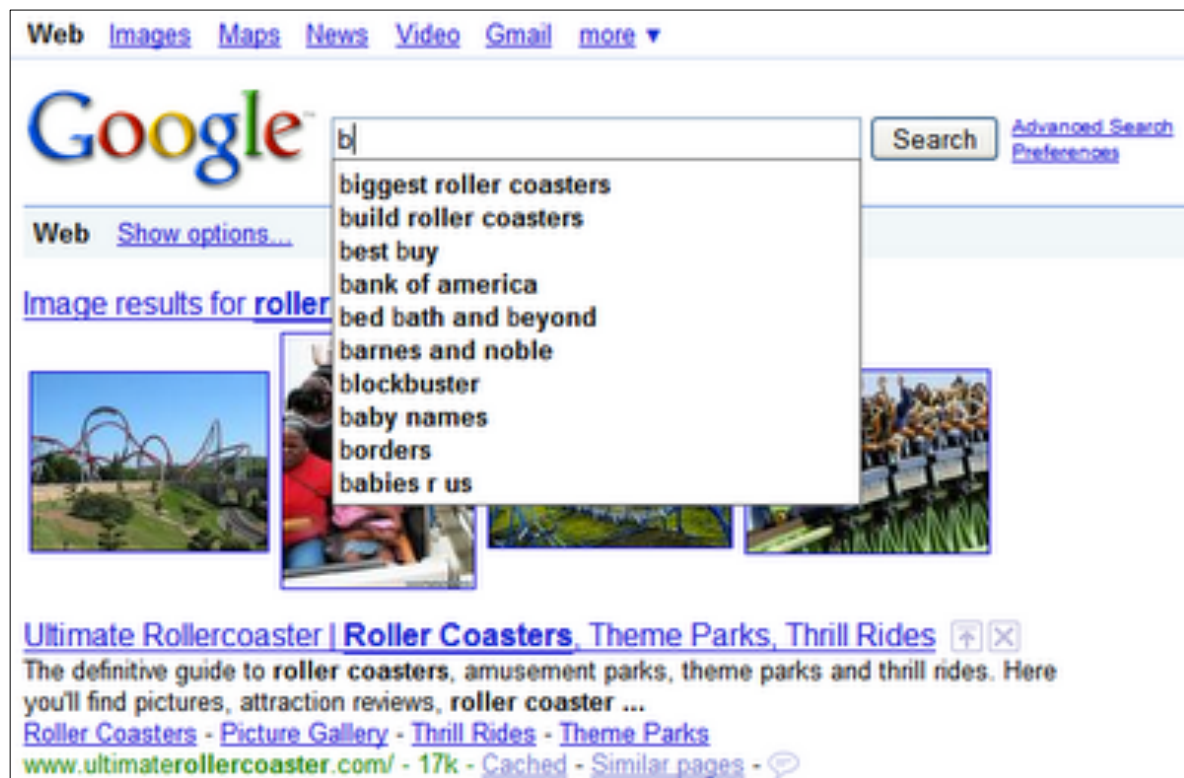 Web Images Maps News Video Gmail more ▼
Google™ b Search Advanced Search
Preferences
biggest roller coasters
build roller coasters
Web Show options...
best buy
bank of america
Image results for roller
bed bath and beyond
barnes and noble
blockbuster
baby names
borders
babies r us
Ultimate Rollercoaster | Roller Coasters, Theme Parks, Thrill Rides
The definitive guide to roller coasters, amusement parks, theme parks and thrill rides. Here
you'll find pictures, attraction reviews, roller coaster ...
Roller Coasters - Picture Gallery - Thrill Rides - Theme Parks
www.ultimaterollercoaster.com/ - 17k - Cached - Similar pages -